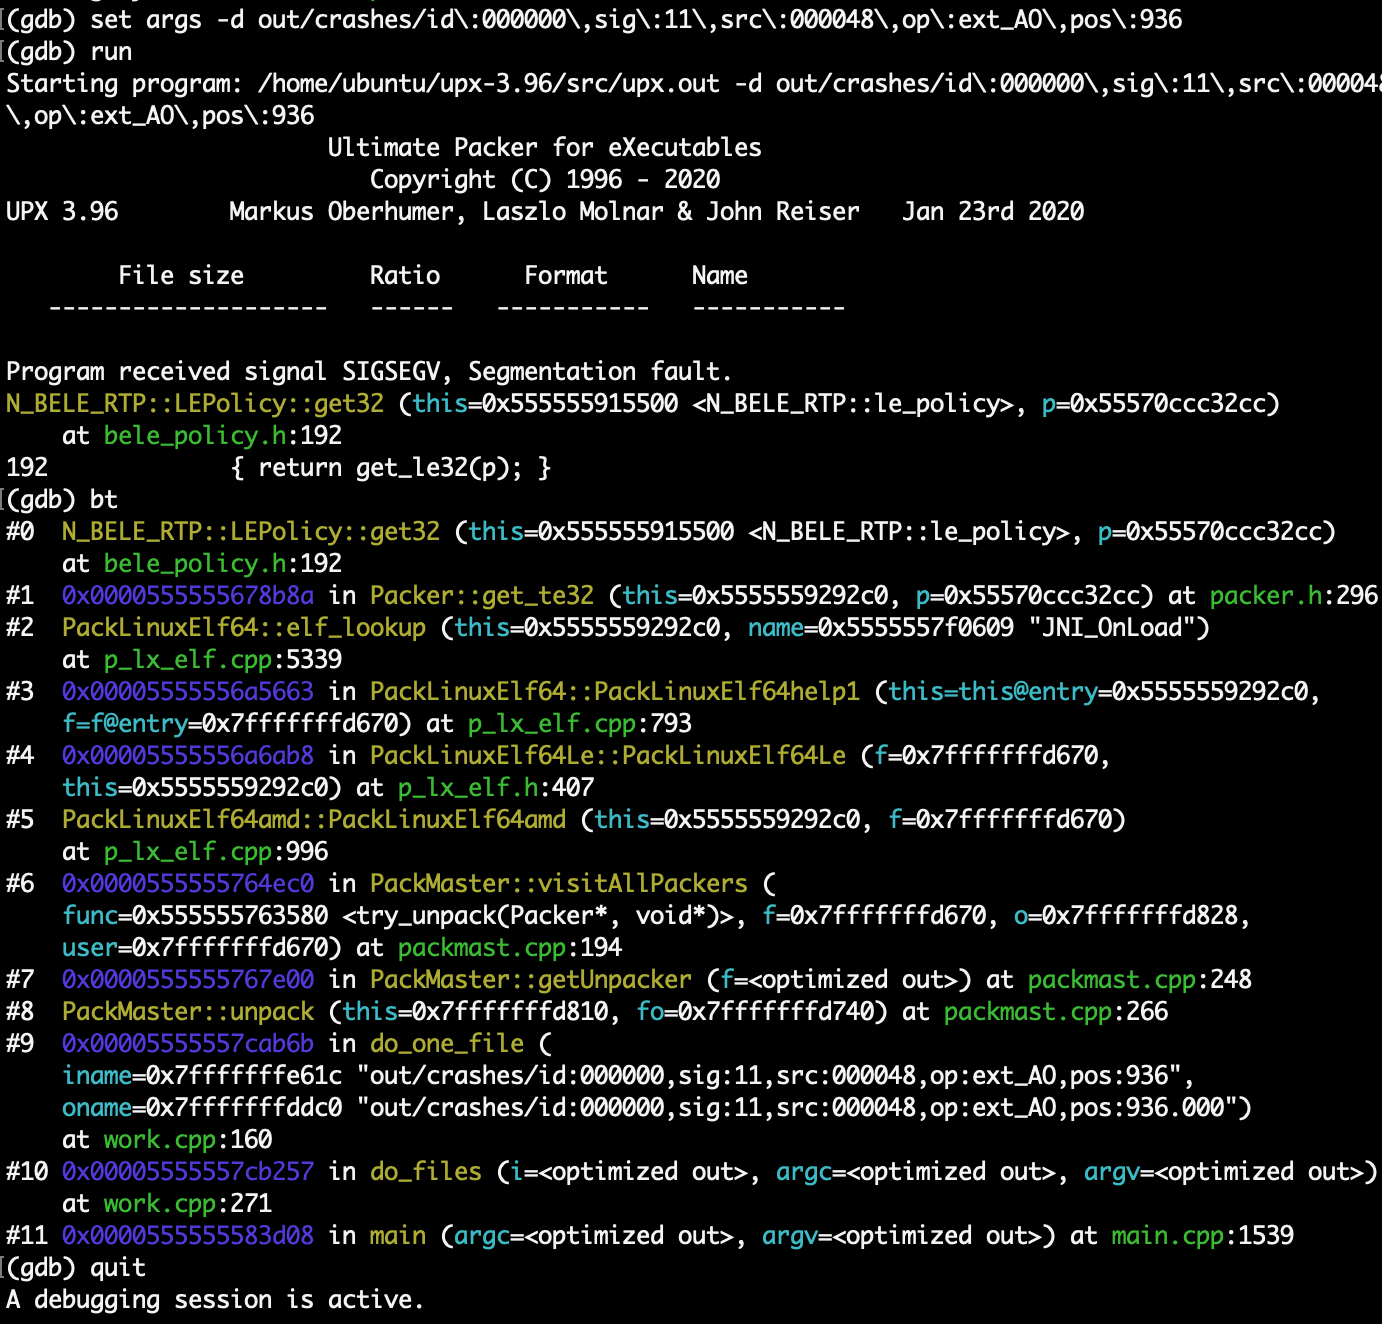 (gdb) set args -d out/crashes/id\:000000\,sig\:11\,src\:000048\,op\:ext_AO\,pos\:936
(gdb) run
Starting program: /home/ubuntu/upx-3.96/src/upx.out -d out/crashes/id\:000000\,sig\:11\,src\:000048
\,op\:ext_AO\,pos\:936
Ultimate Packer for eXecutables
Copyright (C) 1996 - 2020
UPX 3.96        Markus Oberhumer, Laszlo Molnar & John Reiser   Jan 23rd 2020
File size         Ratio      Format      Name
--------------------   ------   -----------   -----------
Program received signal SIGSEGV, Segmentation fault.
N_BELE_RTP::LEPolicy::get32 (this=0x555555915500 <N_BELE_RTP::le_policy>, p=0x55570ccc32cc)
at bele_policy.h:192
192             { return get_le32(p); }
(gdb) bt
#0  N_BELE_RTP::LEPolicy::get32 (this=0x555555915500 <N_BELE_RTP::le_policy>, p=0x55570ccc32cc)
at bele_policy.h:192
#1  0x0000555555678b8a in Packer::get_te32 (this=0x5555559292c0, p=0x55570ccc32cc) at packer.h:296
#2  PackLinuxElf64::elf_lookup (this=0x5555559292c0, name=0x5555557f0609 "JNI_OnLoad")
at p_lx_elf.cpp:5339
#3  0x00005555556a5663 in PackLinuxElf64::PackLinuxElf64help1 (this=this@entry=0x5555559292c0,
f=f@entry=0x7fffffffd670) at p_lx_elf.cpp:793
#4  0x00005555556a6ab8 in PackLinuxElf64Le::PackLinuxElf64Le (f=0x7fffffffd670,
this=0x5555559292c0) at p_lx_elf.h:407
#5  PackLinuxElf64amd::PackLinuxElf64amd (this=0x5555559292c0, f=0x7fffffffd670)
at p_lx_elf.cpp:996
#6  0x0000555555764ec0 in PackMaster::visitAllPackers (
func=0x555555763580 <try_unpack(Packer*, void*)>, f=0x7fffffffd670, o=0x7fffffffd828,
user=0x7fffffffd670) at packmast.cpp:194
#7  0x0000555555767e00 in PackMaster::getUnpacker (f=<optimized out>) at packmast.cpp:248
#8  PackMaster::unpack (this=0x7fffffffd810, fo=0x7fffffffd740) at packmast.cpp:266
#9  0x00005555557cab6b in do_one_file (
iname=0x7fffffffe61c "out/crashes/id:000000,sig:11,src:000048,op:ext_AO,pos:936",
oname=0x7fffffffddc0 "out/crashes/id:000000,sig:11,src:000048,op:ext_AO,pos:936.000")
at work.cpp:160
#10 0x00005555557cb257 in do_files (i=<optimized out>, argc=<optimized out>, argv=<optimized out>)
at work.cpp:271
#11 0x0000555555583d08 in main (argc=<optimized out>, argv=<optimized out>) at main.cpp:1539
(gdb) quit
A debugging session is active.